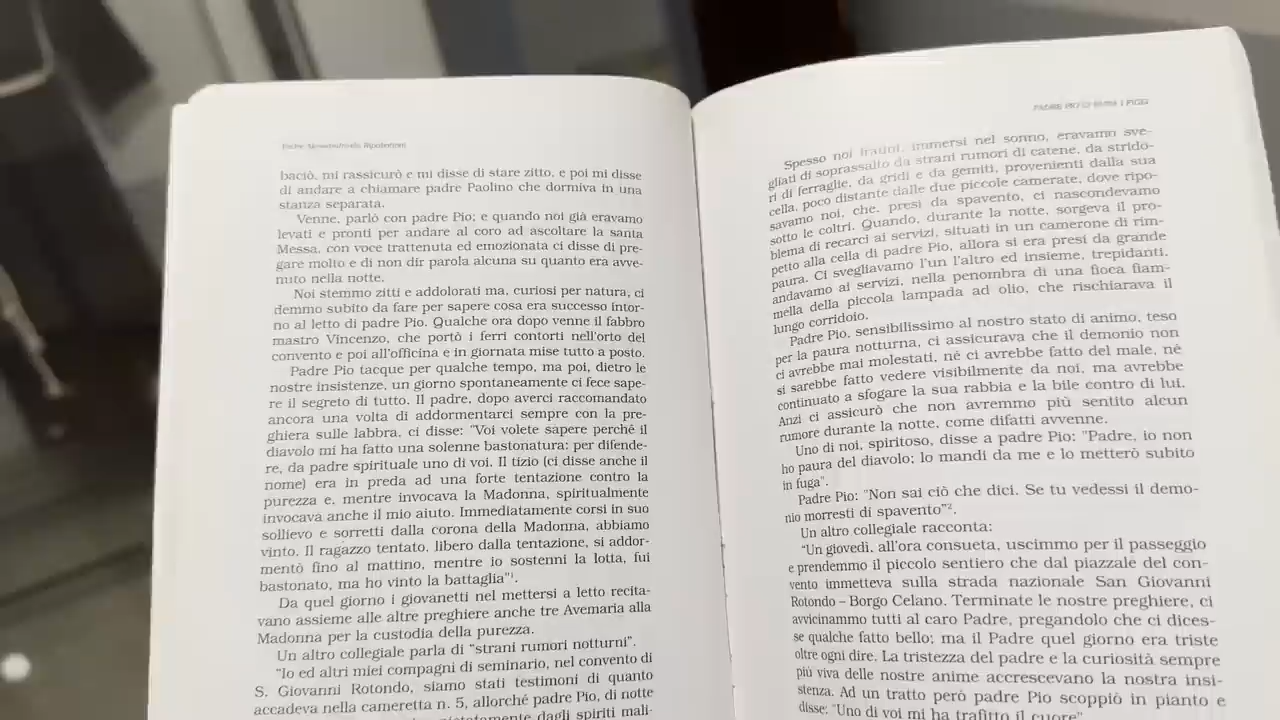 Padre Ripabottoni
baciò, mi rassicurò e mi disse di stare zitto, e poi mi disse
di andare a chiamare padre Paolino che dormiva in una
stanza separata.
Venne, parlò con padre Pio; e quando noi già eravamo
levati e pronti per andare al coro ad ascoltare la santa
Messa, con voce trattenuta ed emozionata ci disse di pre-
gare molto e di non dir parola alcuna su quanto era avve-
nuto nella notte.
Noi stemmo zitti e addolorati ma, curiosi per natura, ci
demmo subito da fare per sapere cosa era successo intor-
no al letto di padre Pio. Qualche ora dopo venne il fabbro
mastro Vincenzo, che portò i ferri contorti nell'orto del
convento e poi all'officina e in giornata mise tutto a posto.
Padre Pio tacque per qualche tempo, ma poi, dietro le
nostre insistenze, un giorno spontaneamente ci fece sape-
re il segreto di tutto. Il padre, dopo averci raccomandato
ancora una volta di addormentarci sempre con la pre-
ghiera sulle labbra, ci disse: "Voi volete sapere perché il
diavolo mi ha fatto una solenne bastonatura: per difende-
re, da padre spirituale uno di voi. Il tizio (ci disse anche il
nome) era in preda ad una forte tentazione contro la
purezza e, mentre invocava la Madonna, spiritualmente
invocava anche il mio aiuto. Immediatamente corsi in suo
sollievo e sorretti dalla corona della Madonna, abbiamo
vinto. Il ragazzo tentato, libero dalla tentazione, si addor-
mentò fino al mattino, mentre io sostenni la lotta, fui
bastonato, ma ho vinto la battaglia"¹.
Da quel giorno i giovanetti nel mettersi a letto recita-
vano assieme alle altre preghiere anche tre Avemaria alla
Madonna per la custodia della purezza.
Un altro collegiale parla di "strani rumori notturni".
"Io ed altri miei compagni di seminario, nel convento di
S. Giovanni Rotondo, siamo stati testimoni di quanto
accadeva nella cameretta n. 5, allorché padre Pio, di notte
dagli spiriti mali-
PADRE PIO CI I FIGLI
Spesso noi fratini, immersi nel sonno, eravamo sve-
gliati di soprassalto da strani rumori di catene, da strido-
ri di ferraglie, da gridi e da gemiti, provenienti dalla sua
cella, poco distante dalle due piccole camerate, dove ripo-
savamo noi, che, presi da spavento, ci nascondevamo
sotto le coltri. Quando, durante la notte, sorgeva il pro-
blema di recarci ai servizi, situati in un camerone di rim-
petto alla cella di padre Pio, allora si era presi da grande
paura. Ci svegliavamo l'un l'altro ed insieme, trepidanti,
andavamo ai servizi, nella penombra di una fioca fiam-
mella della piccola lampada ad olio, che rischiarava il
lungo corridoio.
Padre Pio, sensibilissimo al nostro stato di animo, teso
per la paura notturna, ci assicurava che il demonio non
ci avrebbe mai molestati, né ci avrebbe fatto del male, né
si sarebbe fatto vedere visibilmente da noi, ma avrebbe
continuato a sfogare la sua rabbia e la bile contro di lui.
Anzi ci assicurò che non avremmo più sentito alcun
rumore durante la notte, come difatti avvenne.
Uno di noi, spiritoso, disse a padre Pio: "Padre, io non
ho paura del diavolo; lo mandi da me e lo metterò subito
in fuga".
Padre Pio: "Non sai ciò che dici. Se tu vedessi il demo-
nio morresti di spavento"².
Un altro collegiale racconta:
"Un giovedì, all'ora consueta, uscimmo per il passeggio
e prendemmo il piccolo sentiero che dal piazzale del con-
vento immetteva sulla strada nazionale San Giovanni
Rotondo – Borgo Celano. Terminate le nostre preghiere, ci
avvicinammo tutti al caro Padre, pregandolo che ci dices-
se qualche fatto bello; ma il Padre quel giorno era triste
oltre ogni dire. La tristezza del padre e la curiosità sempre
più viva delle nostre anime accrescevano la nostra insi-
stenza. Ad un tratto però padre Pio scoppiò in pianto e
disse: "Uno di voi mi ha trafitto il cuore"